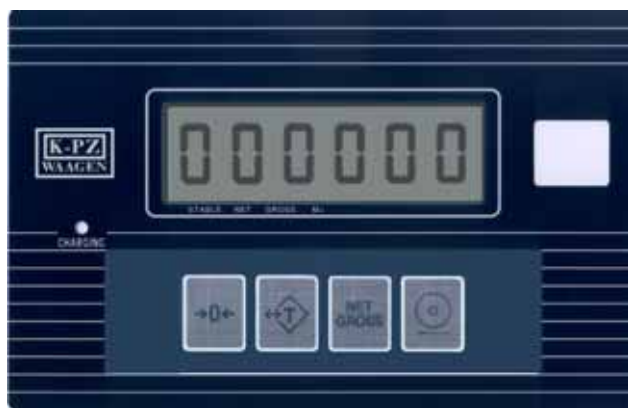 000000
K-PZ
WAAGEN
STABLE NET GROSS
CHARGING
→0← ↔T NET
GROSS